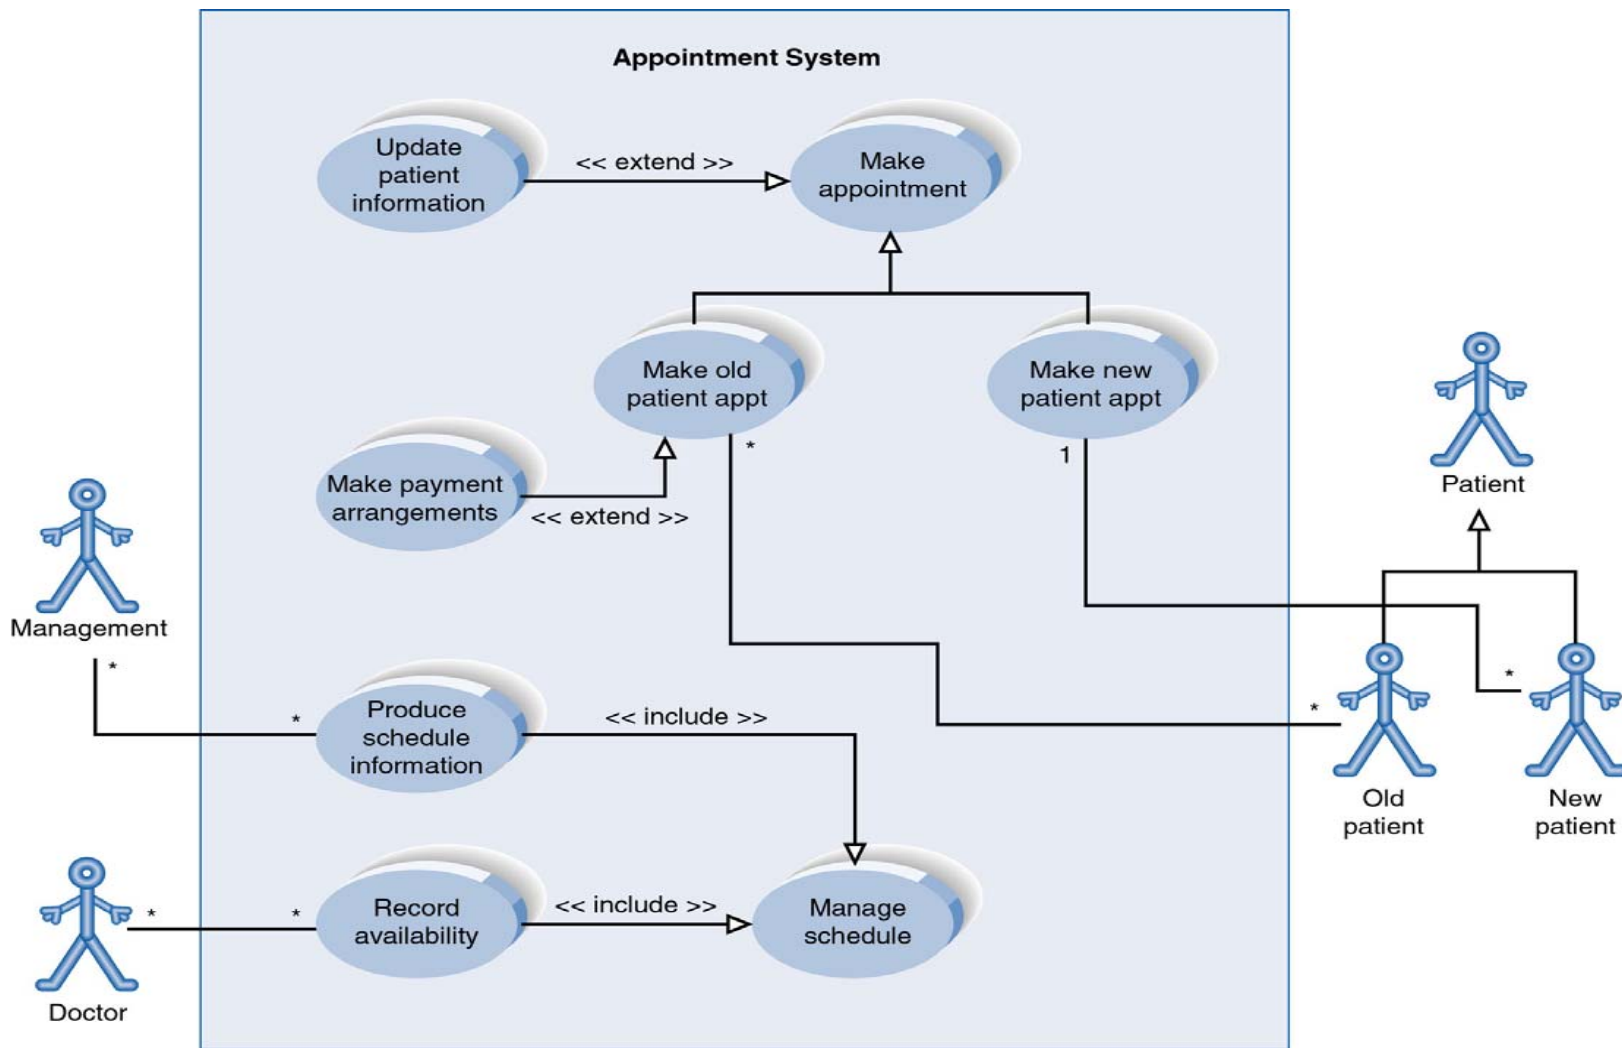 Appointment System
Update
patient
information
<< extend >>
Make
appointment
Make old
patient appt
Make new
patient appt
*
1
Make payment
arrangements
<< extend >>
Patient
Management
*
*
Produce
schedule
information
<< include >>
*
*
Old
patient
New
patient
Doctor
*
*
Record
availability
<< include >>
Manage
schedule